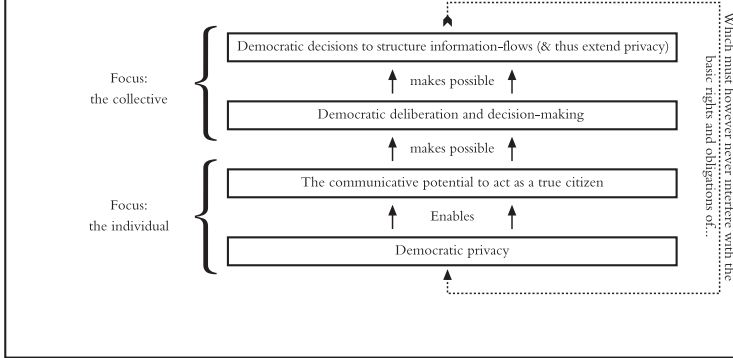 Democratic decisions to structure information-flows (& thus extend privacy)
Focus:
the collective
makes possible
Democratic deliberation and decision-making
makes possible
The communicative potential to act as a true citizen
Focus:
the individual
Enables
Democratic privacy
Which must however never interfere with the
basic rights and obligations of...